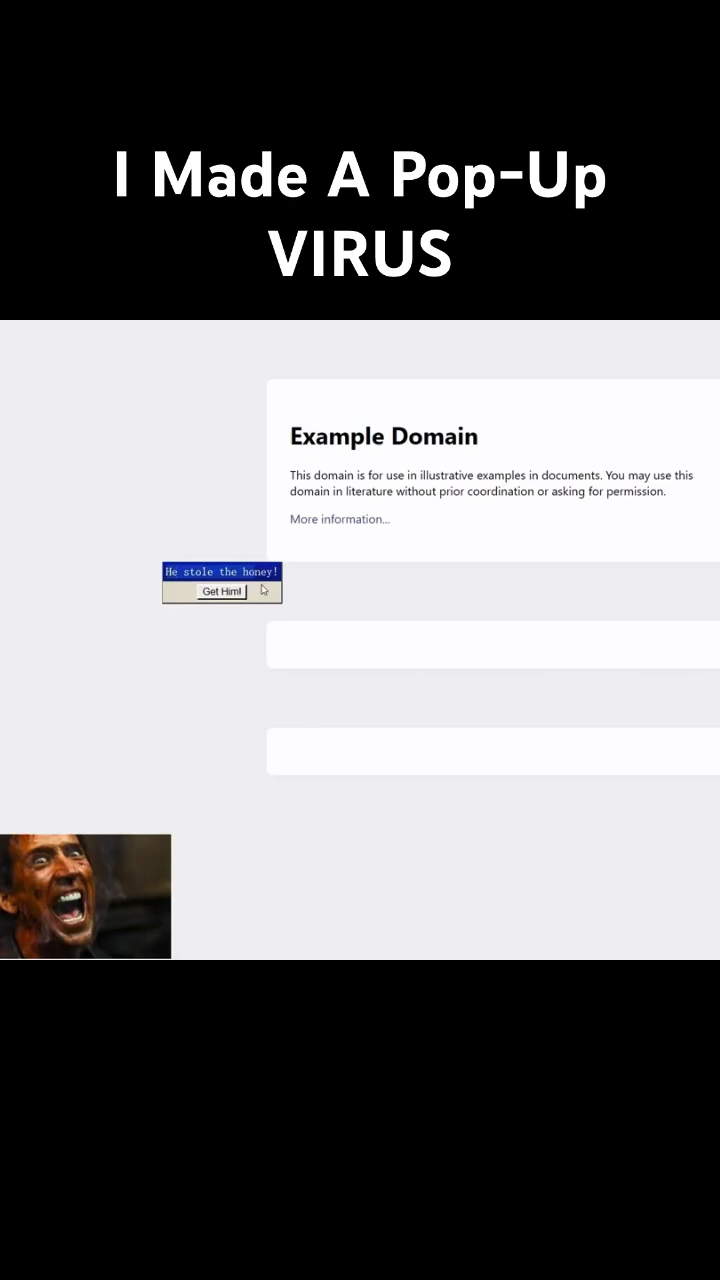 I Made A Pop-Up
VIRUS
Example Domain
This domain is for use in illustrative examples in documents. You may use this
domain in literature without prior coordination or asking for permission.
More information...
He stole the honey!
Get Him!